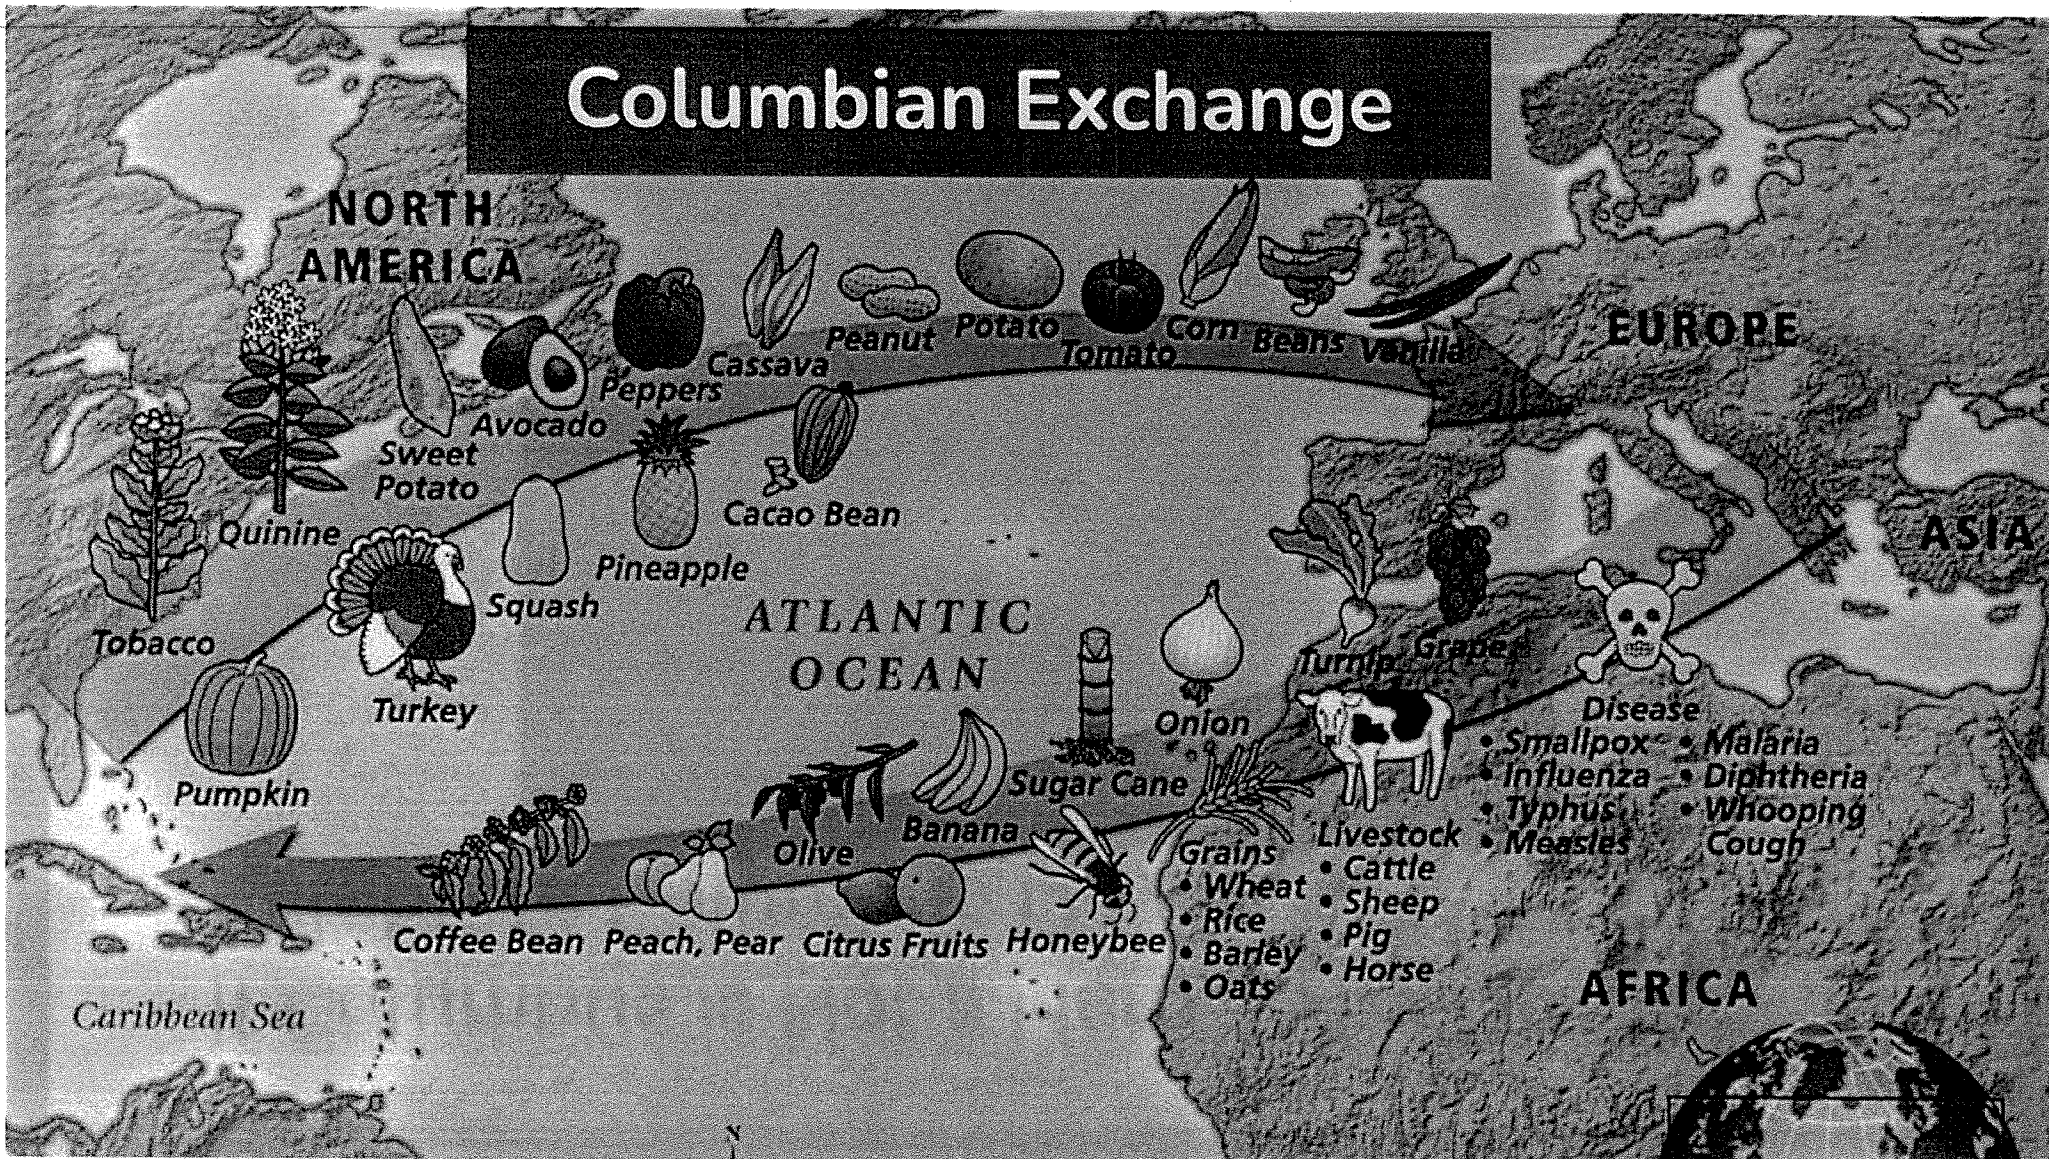 Columbian Exchange
NORTH
AMERICA
EUROPE
ASIA
AFRICA
ATLANTIC
OCEAN
Caribbean Sea
Tobacco
Quinine
Sweet
Potato
Avocado
Peppers
Cassava
Peanut
Potato
Tomato
Corn
Beans
Vanilla
Cacao Bean
Pineapple
Squash
Turkey
Pumpkin
Coffee Bean
Peach, Pear
Olive
Citrus Fruits
Banana
Honeybee
Sugar Cane
Onion
Turnip
Grape
Grains
• Wheat
• Rice
• Barley
• Oats
Livestock
• Cattle
• Sheep
• Pig
• Horse
Disease
• Smallpox
• Influenza
• Typhus
• Measles
• Malaria
• Diphtheria
• Whooping
Cough
N